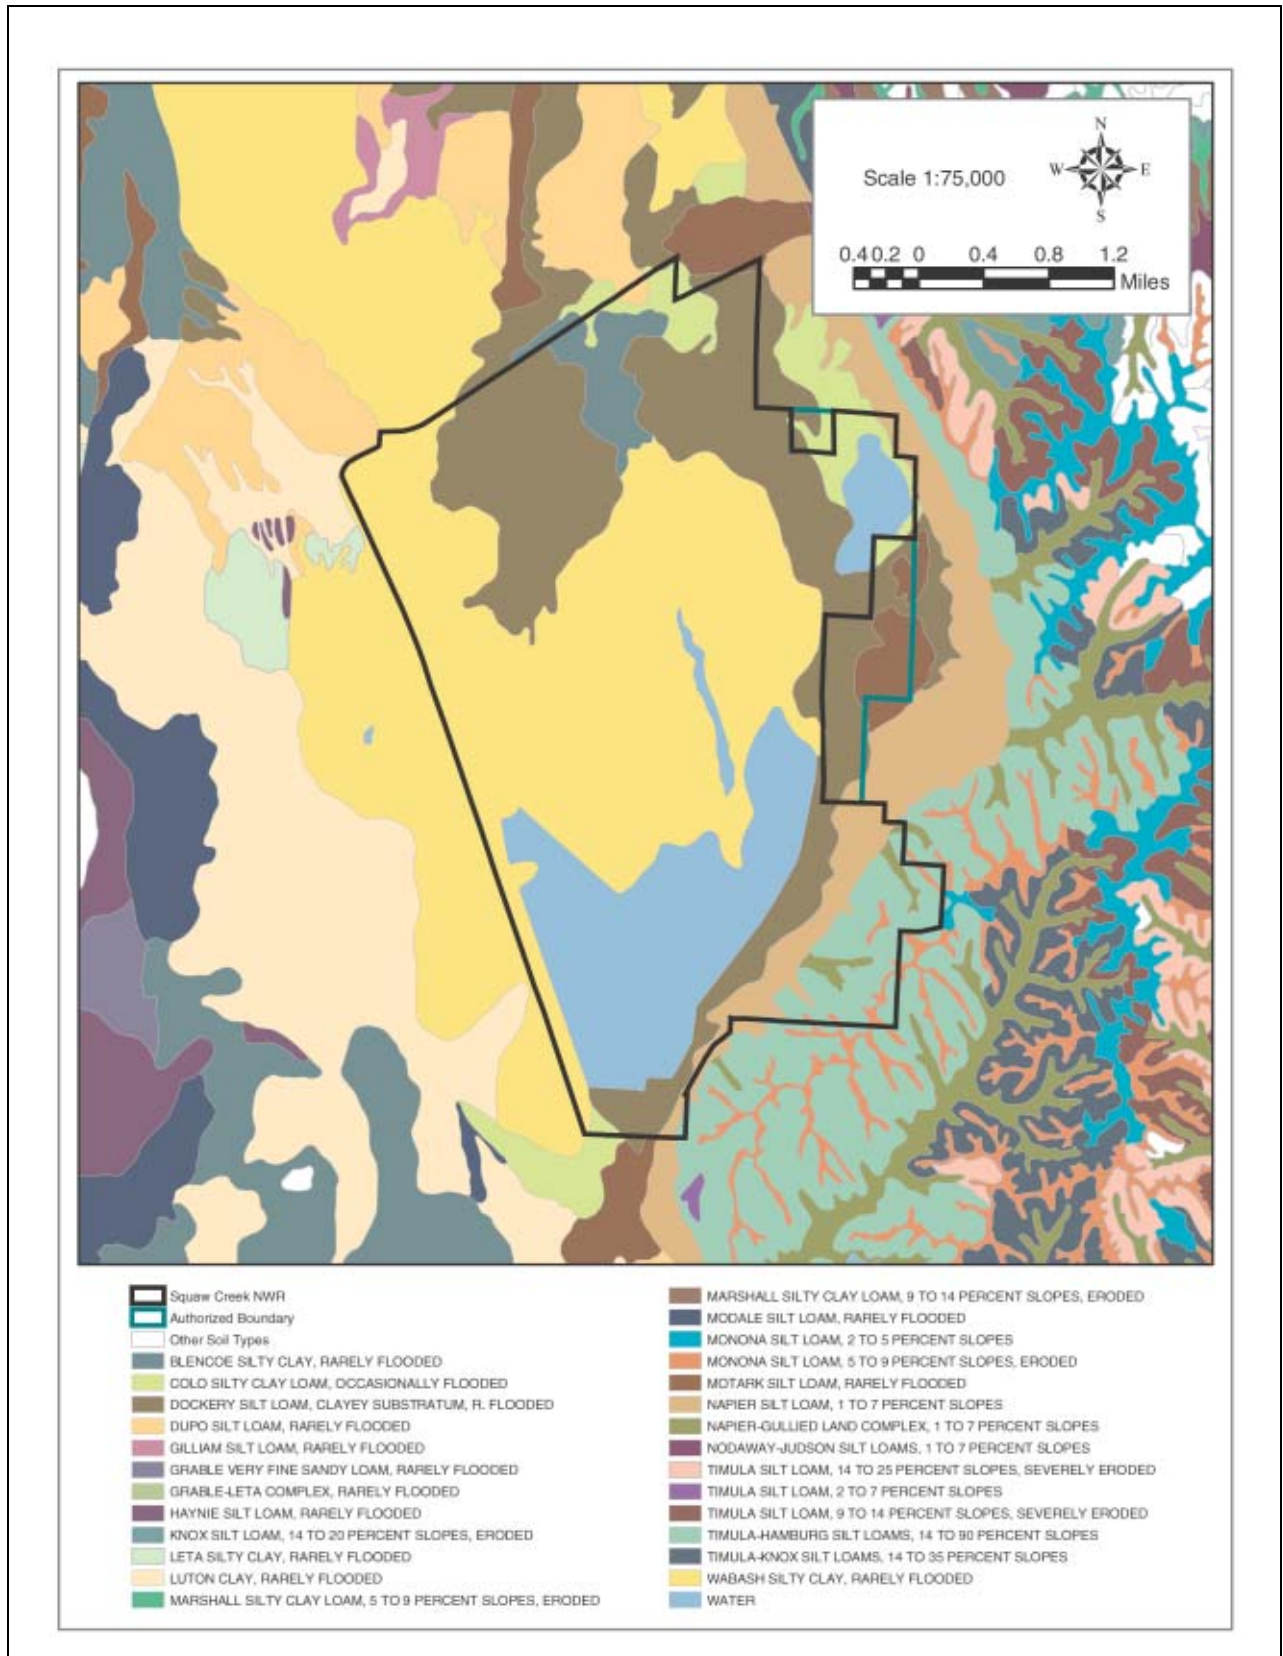 N
W
E
S
Scale 1:75,000
0.4 0.2 0 0.4 0.8 1.2
Miles
Squaw Creek NWR
Authorized Boundary
Other Soil Types
BLENCOE SILTY CLAY, RARELY FLOODED
COLO SILTY CLAY LOAM, OCCASIONALLY FLOODED
DOCKERY SILT LOAM, CLAYEY SUBSTRATUM, R. FLOODED
DUPO SILT LOAM, RARELY FLOODED
GILLIAM SILT LOAM, RARELY FLOODED
GRABLE VERY FINE SANDY LOAM, RARELY FLOODED
GRABLE-LETA COMPLEX, RARELY FLOODED
HAYNIE SILT LOAM, RARELY FLOODED
KNOX SILT LOAM, 14 TO 20 PERCENT SLOPES, ERODED
LETA SILTY CLAY, RARELY FLOODED
LUTON CLAY, RARELY FLOODED
MARSHALL SILTY CLAY LOAM, 5 TO 9 PERCENT SLOPES, ERODED
MARSHALL SILTY CLAY LOAM, 9 TO 14 PERCENT SLOPES, ERODED
MODALE SILT LOAM, RARELY FLOODED
MONONA SILT LOAM, 2 TO 5 PERCENT SLOPES
MONONA SILT LOAM, 5 TO 9 PERCENT SLOPES, ERODED
MOTARK SILT LOAM, RARELY FLOODED
NAPIER SILT LOAM, 1 TO 7 PERCENT SLOPES
NAPIER-GULLIED LAND COMPLEX, 1 TO 7 PERCENT SLOPES
NODAWAY-JUDSON SILT LOAMS, 1 TO 7 PERCENT SLOPES
TIMULA SILT LOAM, 14 TO 25 PERCENT SLOPES, SEVERELY ERODED
TIMULA SILT LOAM, 2 TO 7 PERCENT SLOPES
TIMULA SILT LOAM, 9 TO 14 PERCENT SLOPES, SEVERELY ERODED
TIMULA-HAMBURG SILT LOAMS, 14 TO 90 PERCENT SLOPES
TIMULA-KNOX SILT LOAMS, 14 TO 35 PERCENT SLOPES
WABASH SILTY CLAY, RARELY FLOODED
WATER